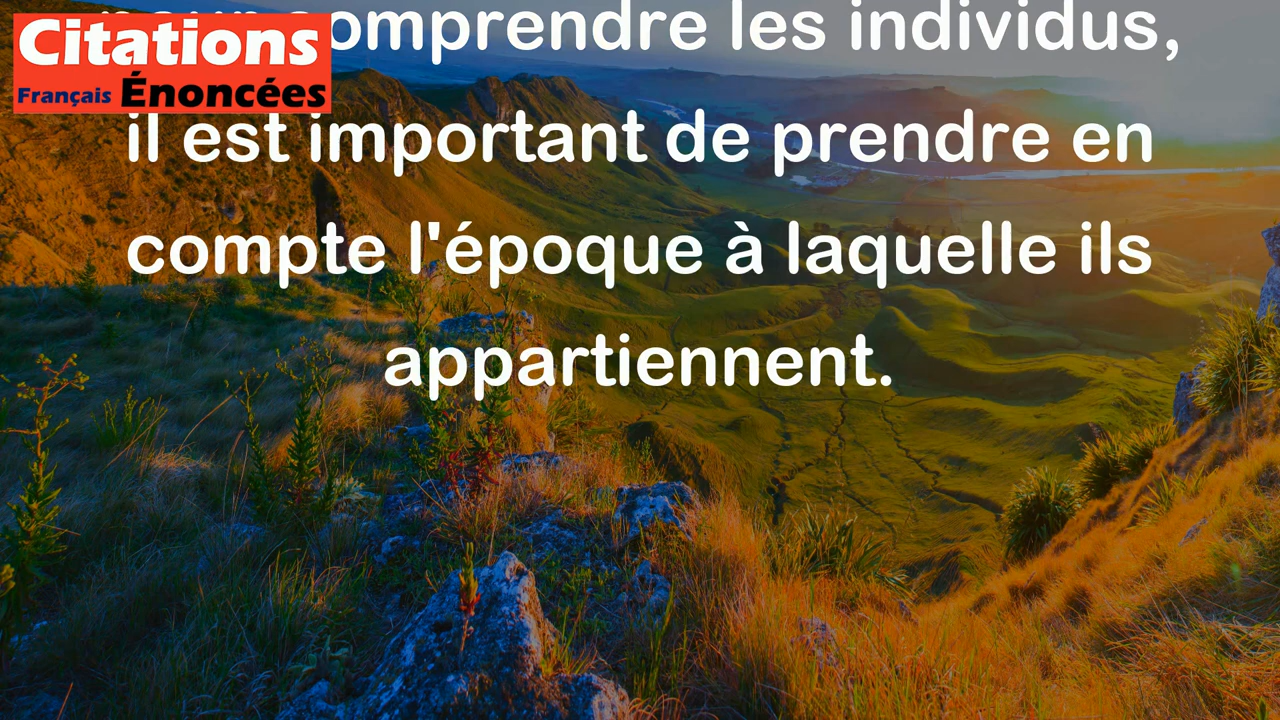 Citations
Français Énoncées
comprendre les individus,
il est important de prendre en
compte l'époque à laquelle ils
appartiennent.